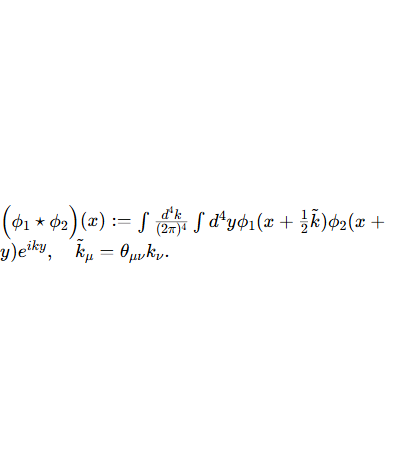 (ϕ₁ ⋆ ϕ₂)(x) := ∫ d⁴k/(2π)⁴ ∫ d⁴yϕ₁(x + ½k̃)ϕ₂(x +
y)e^{iky}, k̃_μ = θ_{μν}k_ν.